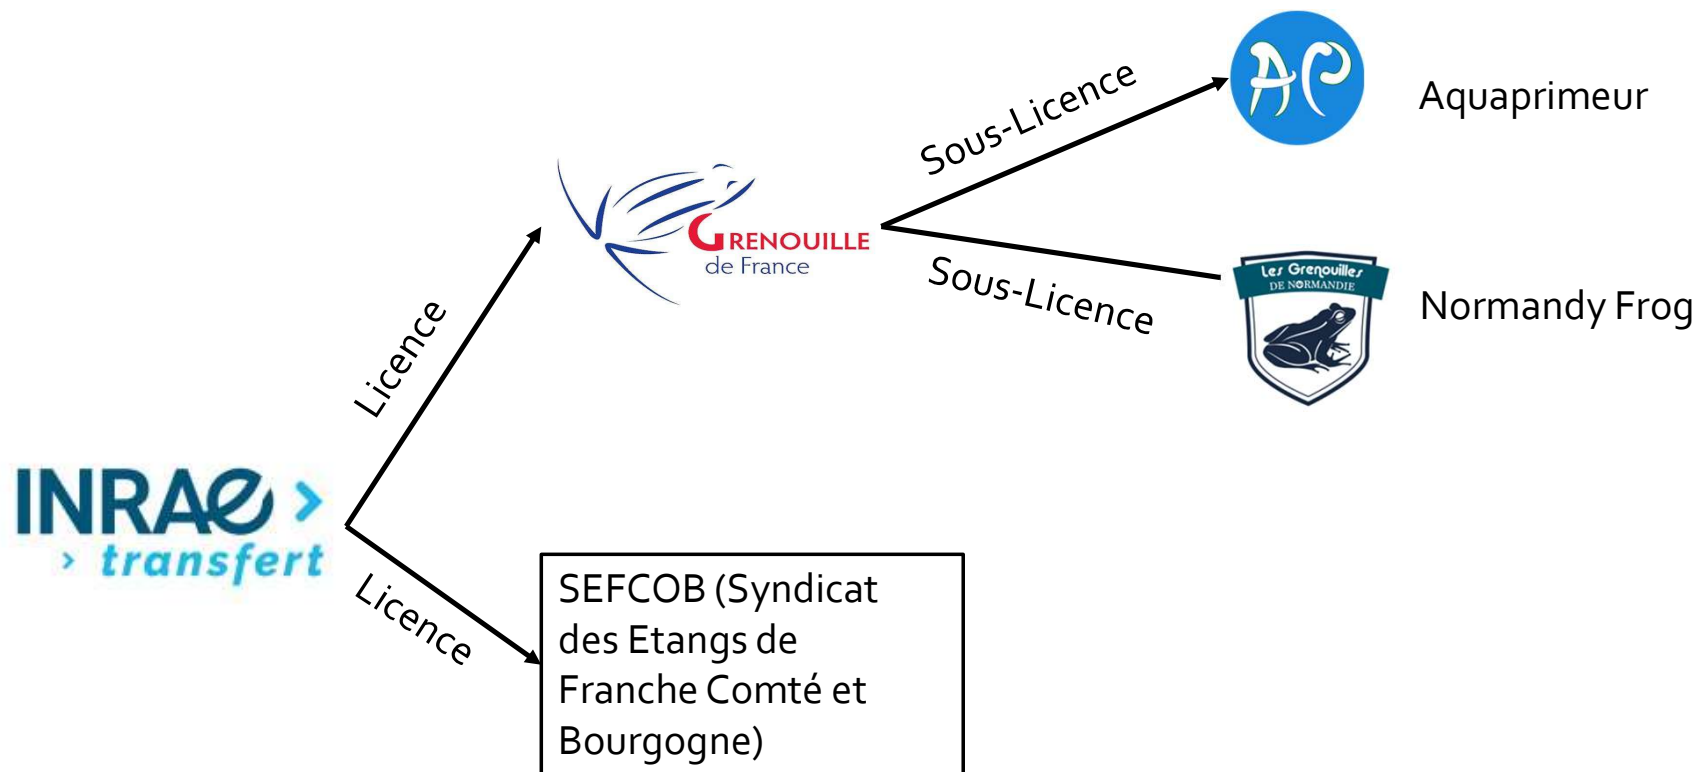 INRAE
transfert
Licence
Licence
GRENOUILLE
de France
SEFCOB (Syndicat
des Etangs de
Franche Comté et
Bourgogne)
Sous-Licence
Sous-Licence
AP
Aquaprimeur
Les Grenouilles
DE NORMANDIE
Normandy Frog